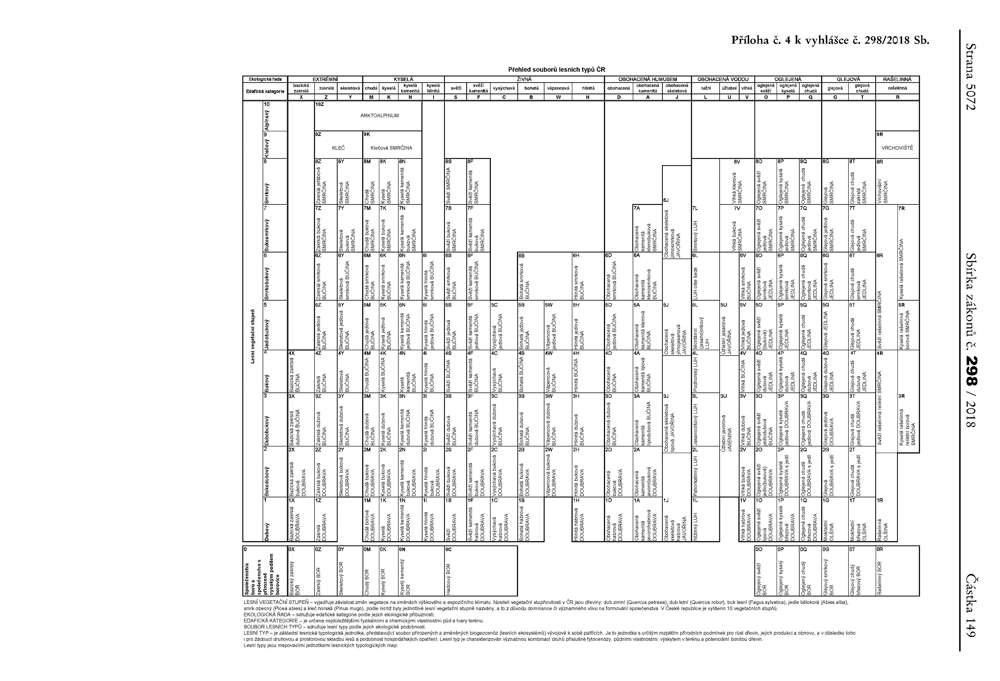 Příloha č. 4 k vyhlášce č. 298/2018 Sb.
Strana 5072
Sbírka zákonů č. 298 / 2018
Částka 149
Přehled souborů lesních typů ČR
Ekologická řada EXTRÉMNÍ KYSELÁ ŽIVNÁ OBOHACENÁ HUMUSEM OBOHACENÁ VODOU OGLEJENÁ GLEJOVÁ RAŠELINNÁ
Edafická kategorie bazická zakrslá zakrslá skeletová chudá kyselá kyselá kamenitá kyselá hlinitá svěží svěží kamenitá vysýchavá bohatá vápencová hlinitá obohacená obohacená kamenitá obohacená skeletová lužní úžlabní vlhká oglejená svěží oglejená kyselá oglejená chudá glejová glejová chudá rašelinná
X Z Y M K N I S F C B W H D A J L U V O P Q G T R
Lesní vegetační stupeň
10 Alpínský
10Z ARKTOALPINUM
9 Klečový
9Z KLEČ
9K Klečová SMRČINA
9R VRCHOVIŠTĚ
8 Smrkový
8Z Zakrslá jeřábová SMRČINA
8Y Skeletová SMRČINA
8M Chudá SMRČINA
8K Kyselá SMRČINA
8N Kyselá kamenitá SMRČINA
8S Svěží SMRČINA
8F Svěží kamenitá SMRČINA
8V Vlhká klenová SMRČINA
8O Oglejená svěží SMRČINA
8P Oglejená kyselá SMRČINA
8Q Oglejená chudá SMRČINA
8G Glejová SMRČINA
8T Glejová chudá zakrslá SMRČINA
8R Vrchovištní SMRČINA
7 Bukosmrkový
7Z Zakrslá buková SMRČINA
7Y Skeletová buková SMRČINA
7M Chudá buková SMRČINA
7K Kyselá buková SMRČINA
7N Kyselá kamenitá buková SMRČINA
7S Svěží buková SMRČINA
7F Svěží kamenitá buková SMRČINA
7A Obohacená kamenitá klenobuková SMRČINA
6J Obohacená skeletová jilmosmrková JAVOŘINA
7L Smrkový LUH
7V Vlhká buková SMRČINA
7O Oglejená svěží jedlová SMRČINA
7P Oglejená kyselá jedlová SMRČINA
7Q Oglejená chudá jedlová SMRČINA
7G Glejová jedlová SMRČINA
7T Glejová chudá jedlová SMRČINA
7R Kyselá rašelinná SMRČINA
6 Smrkobukový
6Z Zakrslá smrková BUČINA
6Y Skeletová smrková BUČINA
6M Chudá smrková BUČINA
6K Kyselá smrková BUČINA
6N Kyselá kamenitá smrková BUČINA
6I Kyselá hlinitá smrková BUČINA
6S Svěží smrková BUČINA
6F Svěží kamenitá smrková BUČINA
6B Bohatá smrková BUČINA
6H Hlinitá smrková BUČINA
6D Obohacená smrková BUČINA
6A Obohacená kamenitá klenosmrková BUČINA
6L LUH olše šedé
6V Vlhká smrková BUČINA
6O Oglejená svěží smrková JEDLINA
6P Oglejená kyselá smrková JEDLINA
6Q Oglejená chudá smrková JEDLINA
6G Glejová smrková JEDLINA
6T Glejová chudá smrková JEDLINA
6R Svěží rašelinná SMRČINA
5 Jedlobukový
5Z Zakrslá jedlová BUČINA
5Y Skeletová jedlová BUČINA
5M Chudá jedlová BUČINA
5K Kyselá jedlová BUČINA
5N Kyselá kamenitá jedlová BUČINA
5I Kyselá hlinitá jedlová BUČINA
5S Svěží jedlová BUČINA
5F Svěží kamenitá jedlová BUČINA
5C Vysýchavá jedlová BUČINA
5B Bohatá jedlová BUČINA
5W Vápencová jedlová BUČINA
5H Hlinitá jedlová BUČINA
5D Obohacená jedlová BUČINA
5A Obohacená kamenitá klenová BUČINA
5J Obohacená skeletová jilmojasanová JAVOŘINA
5L Montánní (jasano)olšový LUH
5U Úžlabní jasanová JAVOŘINA
5V Vlhká jedlová BUČINA
5O Oglejená svěží (buková) JEDLINA
5P Oglejená kyselá JEDLINA
5Q Oglejená chudá JEDLINA
5G Glejová JEDLINA
5T Glejová chudá JEDLINA
5R Kyselá rašelinná borová SMRČINA
4 Bukový
4X Bazická zakrslá BUČINA
4Z Zakrslá BUČINA
4Y Skeletová BUČINA
4M Chudá BUČINA
4K Kyselá BUČINA
4N Kyselá kamenitá BUČINA
4I Kyselá hlinitá BUČINA
4S Svěží BUČINA
4F Svěží kamenitá BUČINA
4C Vysýchavá BUČINA
4B Bohatá BUČINA
4W Vápencová BUČINA
4H Hlinitá BUČINA
4D Obohacená BUČINA
4A Obohacená kamenitá lipová BUČINA
4L Podhorský LUH
4V Vlhká BUČINA
4O Oglejená svěží dubová JEDLINA
4P Oglejená kyselá dubová JEDLINA
4Q Oglejená chudá dubová JEDLINA
4G Glejová dubová JEDLINA
4T Glejová chudá dubová JEDLINA
4R Svěží rašelinná reliktní SMRČINA
3 Dubobukový
3X Bazická zakrslá dubová BUČINA
3Z Zakrslá dubová BUČINA
3Y Skeletová dubová BUČINA
3M Chudá dubová BUČINA
3K Kyselá dubová BUČINA
3N Kyselá kamenitá dubová BUČINA
3I Kyselá hlinitá dubová BUČINA
3S Svěží dubová BUČINA
3F Svěží kamenitá dubová BUČINA
3C Vysýchavá dubová BUČINA
3B Bohatá dubová BUČINA
3W Vápencová dubová BUČINA
3H Hlinitá dubová BUČINA
3D Obohacená dubová BUČINA
3A Obohacená kamenitá lipodubová BUČINA
3J Obohacená skeletová lipová JAVOŘINA
3L Jasanoolšový LUH
3U Úžlabní javorová JASENINA
3V Vlhká dubová BUČINA
3O Oglejená svěží jedlodubová BUČINA
3P Oglejená kyselá jedlová DOUBRAVA
3Q Oglejená chudá jedlová DOUBRAVA
3G Glejová jedlová DOUBRAVA
3T Glejová chudá jedlová DOUBRAVA
3R Kyselá rašelinná reliktní borová SMRČINA
2 Bukodubový
2X Bazická zakrslá buková DOUBRAVA
2Z Zakrslá buková DOUBRAVA
2Y Skeletová buková DOUBRAVA
2M Chudá buková DOUBRAVA
2K Kyselá buková DOUBRAVA
2N Kyselá kamenitá buková DOUBRAVA
2I Kyselá hlinitá buková DOUBRAVA
2S Svěží buková DOUBRAVA
2F Svěží kamenitá buková DOUBRAVA
2C Vysýchavá buková DOUBRAVA
2B Bohatá buková DOUBRAVA
2W Vápencová buková DOUBRAVA
2H Hlinitá buková DOUBRAVA
2D Obohacená buková DOUBRAVA
2A Obohacená kamenitá javorobuková DOUBRAVA
2L Pahorkatinný LUH
2V Vlhká buková DOUBRAVA
2O Oglejená svěží jedlo(buková) DOUBRAVA
2P Oglejená kyselá DOUBRAVA s jedlí
2Q Oglejená chudá DOUBRAVA s jedlí
2G Glejová DOUBRAVA s jedlí
2T Glejová chudá DOUBRAVA s jedlí
1 Dubový
1X Bazická zakrslá DOUBRAVA
1Z Zakrslá DOUBRAVA
1M Chudá borová DOUBRAVA
1K Kyselá DOUBRAVA
1N Kyselá kamenitá DOUBRAVA
1I Kyselá hlinitá DOUBRAVA
1S Svěží DOUBRAVA
1F Svěží kamenitá habrová DOUBRAVA
1C Vysýchavá habrová DOUBRAVA
1B Bohatá habrová DOUBRAVA
1H Hlinitá habrová DOUBRAVA
1D Obohacená habrová DOUBRAVA
1A Obohacená kamenitá javorohabrová DOUBRAVA
1J Obohacená skeletová habrová JAVOŘINA
1L Nížinný LUH
1V Vlhká habrová DOUBRAVA
1O Oglejená svěží lipová DOUBRAVA
1P Oglejená kyselá březová DOUBRAVA
1Q Oglejená chudá březová DOUBRAVA
1G Mokřadní OLŠINA
1T Mokřadní březová OLŠINA
1R Rašelinná OLŠINA
0 Společenstva borů a společenstva s přirozeně vysokým podílem borovice
0X Bazický zakrslý BOR
0Z Zakrslý BOR
0Y Skeletový BOR
0M Chudý BOR
0K Kyselý BOR
0N Kyselý kamenitý BOR
0C Hadcový BOR
0O Oglejený svěží BOR
0P Oglejený kyselý BOR
0Q Oglejený chudý BOR
0G Glejový smrkový BOR
0T Glejový chudý březový BOR
0R Rašelinný BOR
LESNÍ VEGETAČNÍ STUPEŇ – vyjadřuje závislost změn vegetace na změnách výškového a expozičního klimatu. Nositeli vegetační stupňovitosti v ČR jsou dřeviny: dub zimní (Quercus petraea), dub letní (Quercus robur), buk lesní (Fagus sylvatica), jedle bělokorá (Abies alba),
smrk obecný (Picea abies) a kleč horská (Pinus mugo), podle nichž byly jednotlivé lesní vegetační stupně nazvány, a to z důvodu dominance či významného vlivu na formování společenstva. V České republice je vylišeno 10 vegetačních stupňů.
EKOLOGICKÁ ŘADA – sdružuje edafické kategorie podle jejich ekologické příbuznosti.
EDAFICKÁ KATEGORIE – je určena nejdůležitějšími fyzikálními a chemickými vlastnostmi půd a tvary terénu.
SOUBOR LESNÍCH TYPŮ – sdružuje lesní typy podle jejich ekologické podobnosti.
LESNÍ TYP – je základní lesnická typologická jednotka, představující soubor přirozených a změněných biogeocenóz (lesních ekosystémů) vývojově k sobě patřících. Je to jednotka s určitým rozpětím přírodních podmínek pro růst dřevin, jejich produkci a obnovu, a v důsledku toho
i pro žádoucí druhovou a prostorovou skladbu lesů a podobnost hospodářských opatření. Lesní typ je charakterizován význačnou kombinací druhů příslušné fytocenózy, půdními vlastnostmi, výskytem v terénu a potenciální bonitou dřevin.
Lesní typy jsou mapovacími jednotkami lesnických typologických map.